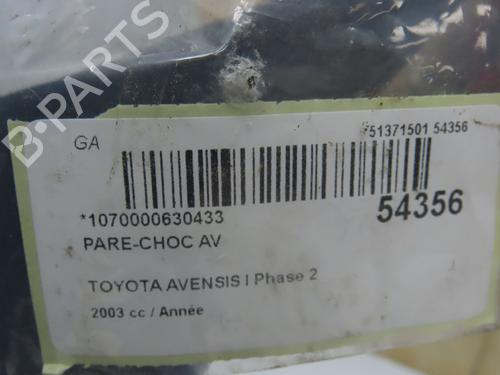 B-PARTS
GA
*51371501 54356
*1070000630433
54356
PARE-CHOC AV
TOYOTA AVENSIS I Phase 2
2003 cc / Année